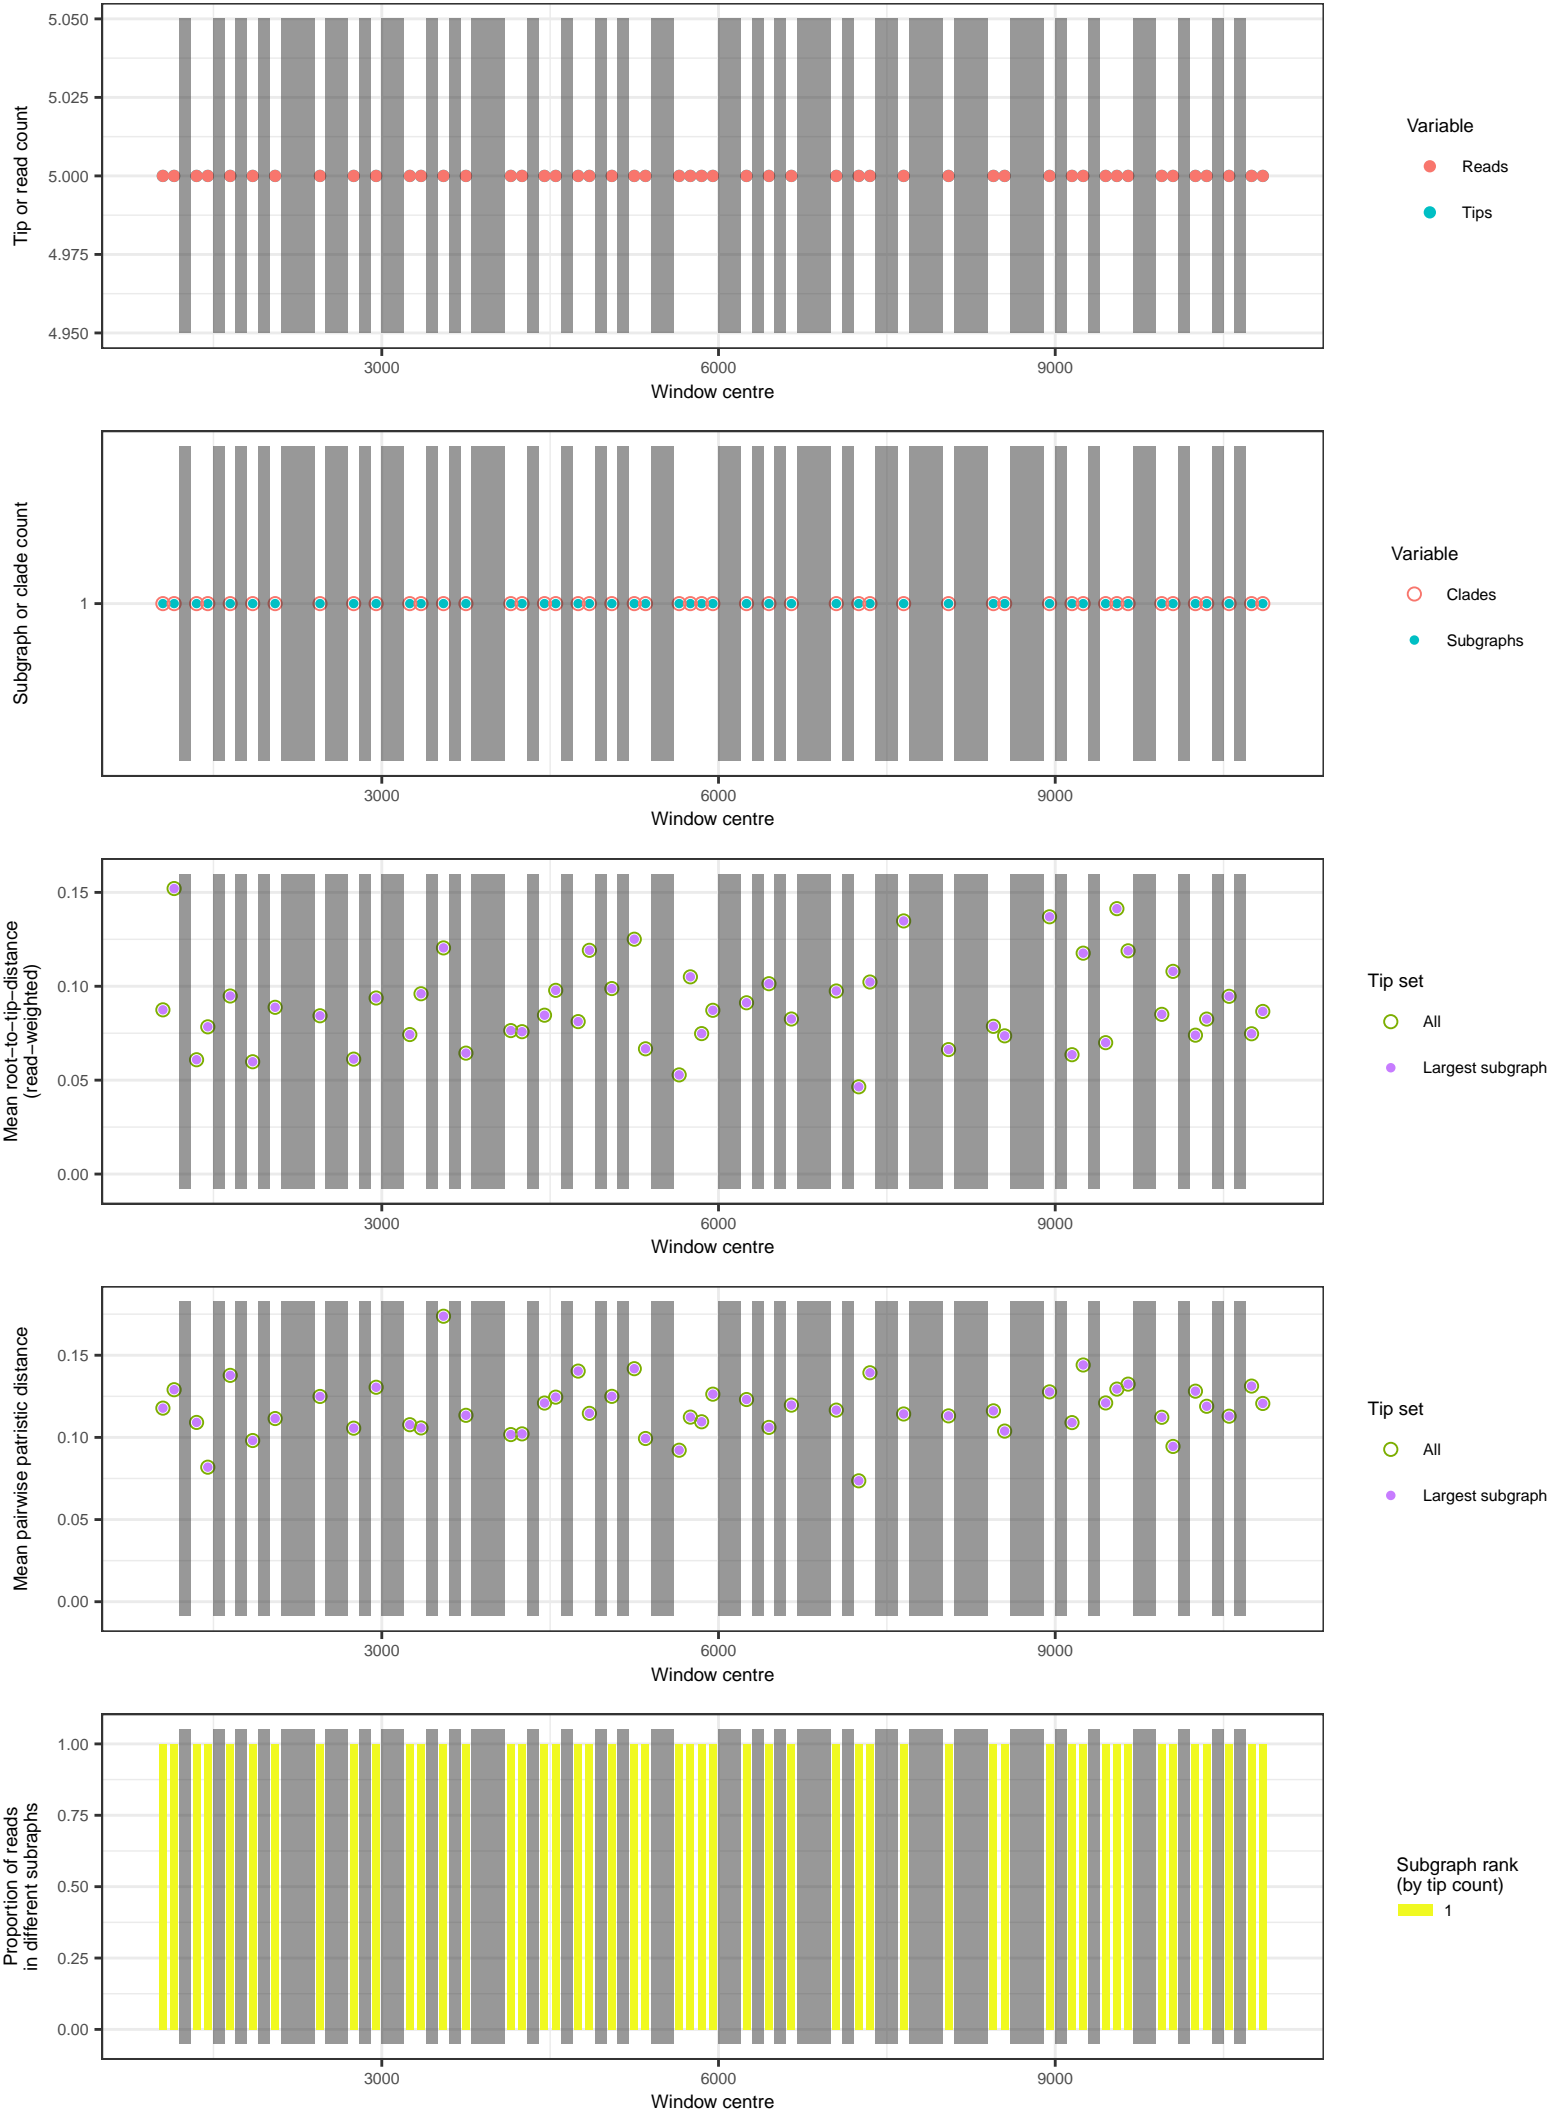 5.050
5.025
5.000
4.975
4.950
Tip or read count
3000
6000
9000
Window centre
Variable
Reads
Tips
1
Subgraph or clade count
3000
6000
9000
Window centre
Variable
Clades
Subgraphs
0.15
0.10
0.05
0.00
Mean root−to−tip−distance
(read−weighted)
3000
6000
9000
Window centre
Tip set
All
Largest subgraph
0.15
0.10
0.05
0.00
Mean pairwise patristic distance
3000
6000
9000
Window centre
Tip set
All
Largest subgraph
1.00
0.75
0.50
0.25
0.00
Proportion of reads
in different subraphs
3000
6000
9000
Window centre
Subgraph rank
(by tip count)
1